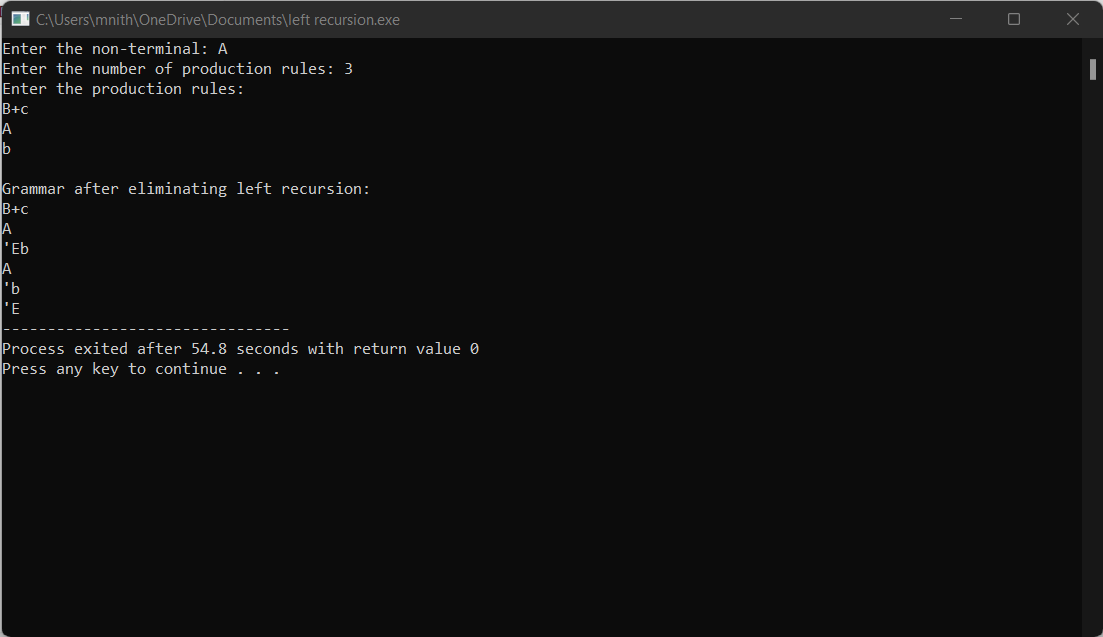 C:\Users\mnith\OneDrive\Documents\left recursion.exe
Enter the non-terminal: A
Enter the number of production rules: 3
Enter the production rules:
B+c
A
b
Grammar after eliminating left recursion:
B+c
A
'Eb
A
'b
'E
--------------------------------
Process exited after 54.8 seconds with return value 0
Press any key to continue . . .